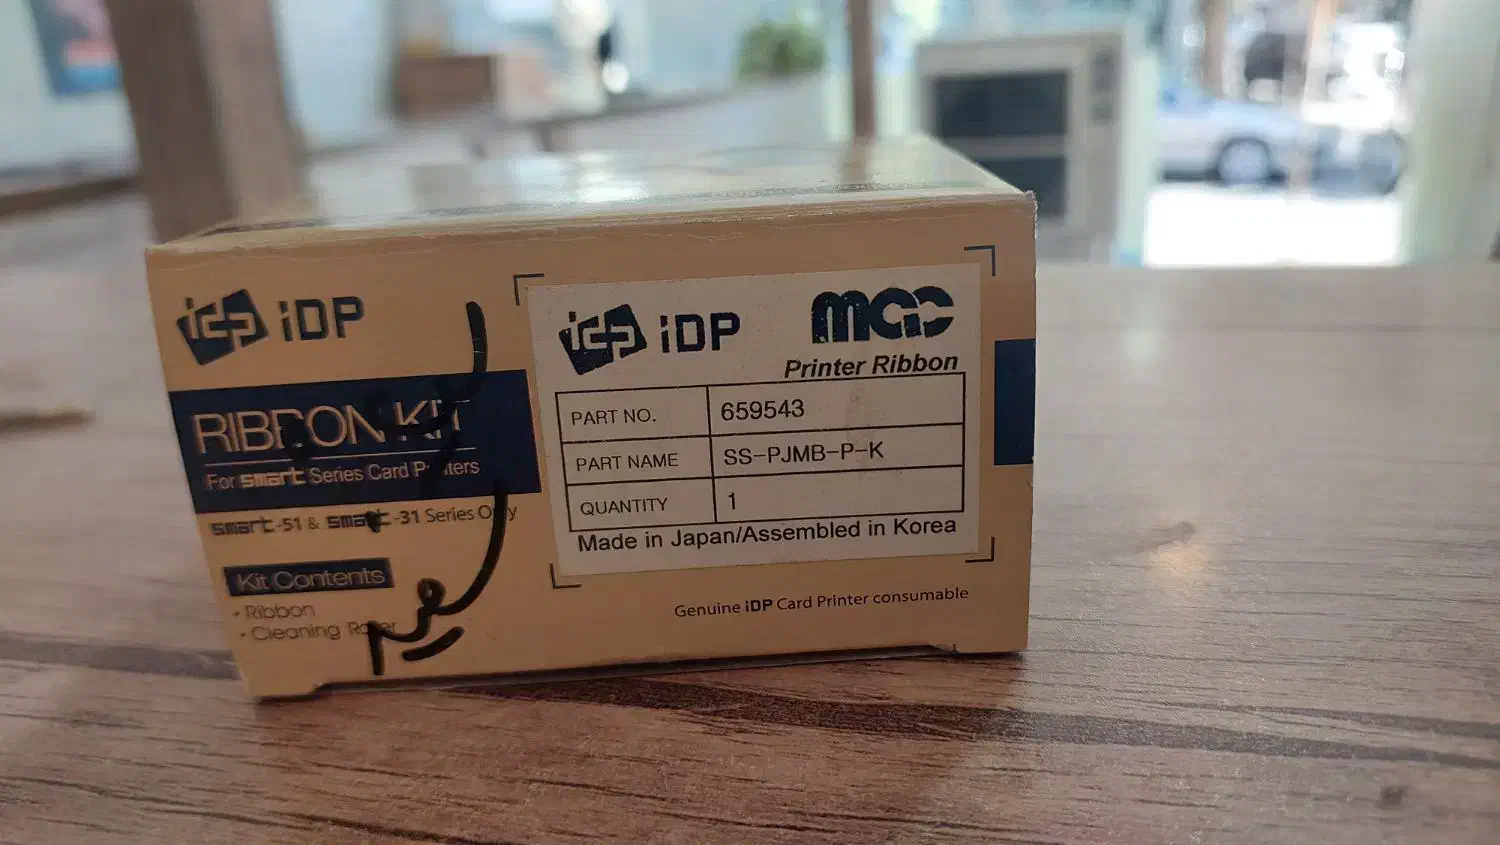 iDP
RIBBON KIT
For smart Series Card Printers
smart-51 & smart-31 Series Only
Kit Contents
• Ribbon
• Cleaning Roller
idp iDP
Printer Ribbon
PART NO. 659543
PART NAME SS-PJMB-P-K
QUANTITY 1
Made in Japan/Assembled in Korea
Genuine iDP Card Printer consumable